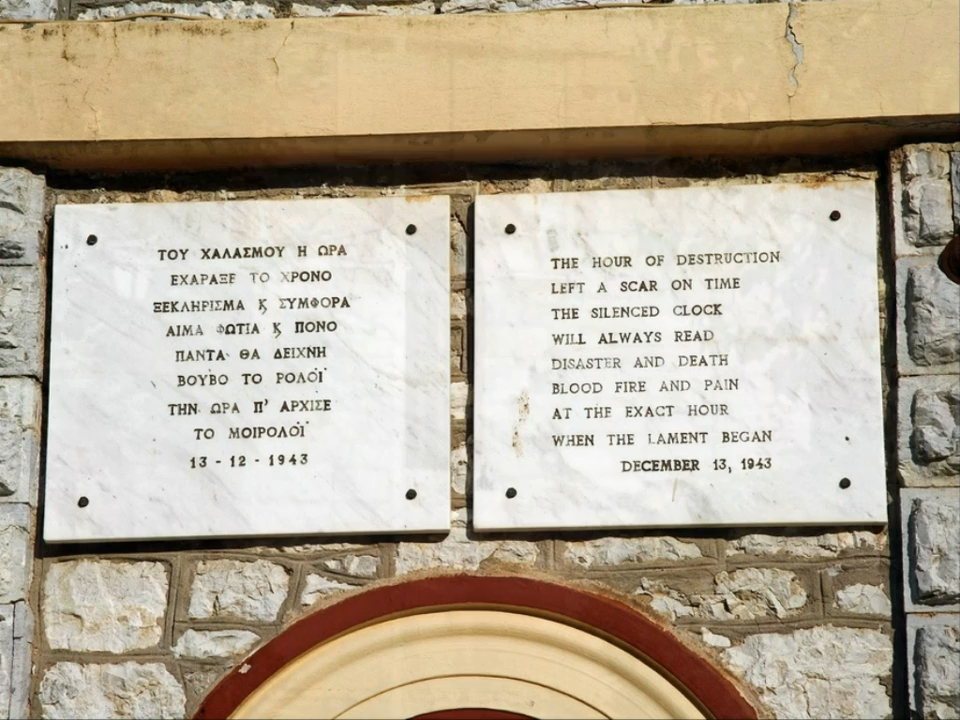 ΤΟΥ ΧΑΛΑΣΜΟΥ Η ΩΡΑ
ΕΧΑΡΑΞΕ ΤΟ ΧΡΟΝΟ
ΞΕΚΛΗΡΙΣΜΑ Ϗ ΣΥΜΦΟΡΑ
ΑΙΜΑ ΦΩΤΙΑ Ϗ ΠΟΝΟ
ΠΑΝΤΑ ΘΑ ΔΕΙΧΝΗ
ΒΟΥΒΟ ΤΟ ΡΟΛΟΪ
ΤΗΝ ΩΡΑ Π' ΑΡΧΙΣΕ
ΤΟ ΜΟΙΡΟΛΟΪ
13 - 12 - 1943
THE HOUR OF DESTRUCTION
LEFT A SCAR ON TIME
THE SILENCED CLOCK
WILL ALWAYS READ
DISASTER AND DEATH
BLOOD FIRE AND PAIN
AT THE EXACT HOUR
WHEN THE LAMENT BEGAN
DECEMBER 13, 1943